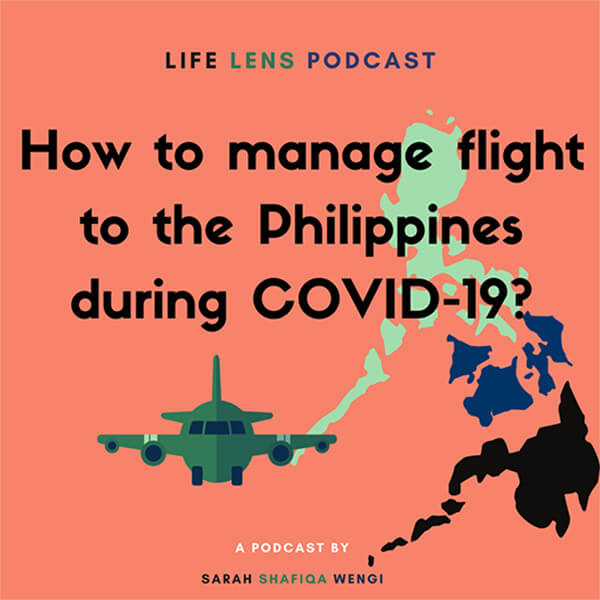 LIFE LENS PODCAST
How to manage flight
to the Philippines
during COVID-19?
A PODCAST BY
SARAH SHAFIQA WENGI